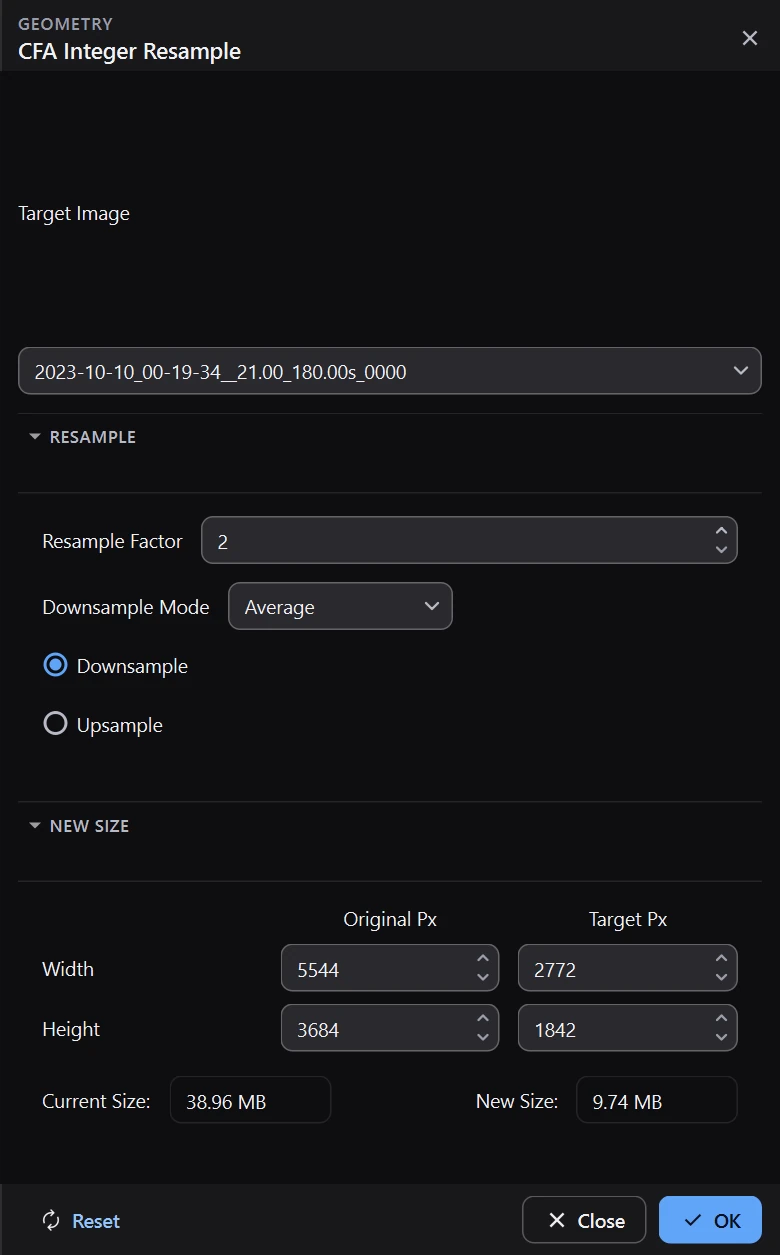 GEOMETRY
CFA Integer Resample
Target Image
2023-10-10_00-19-34__21.00_180.00s_0000
RESAMPLE
Resample Factor 2
Downsample Mode Average
Downsample
Upsample
NEW SIZE
Original Px Target Px
Width 5544 2772
Height 3684 1842
Current Size: 38.96 MB New Size: 9.74 MB
Reset Close OK